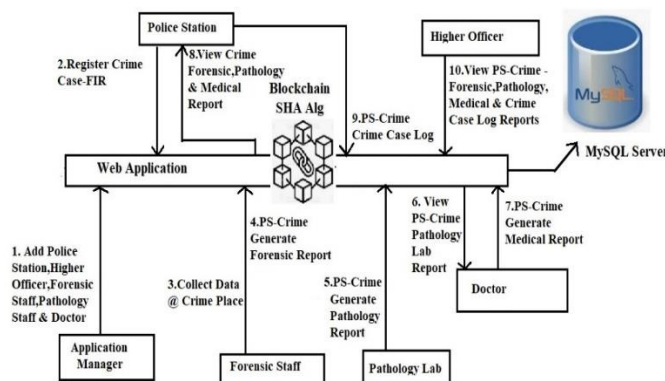 Police Station
Higher Officer
2.Register Crime
Case-FIR
8.View Crime
Forensic,Pathology
& Medical
Report
Blockchain
SHA Alg
9.PS-Crime
Crime Case Log
10.View PS-Crime -
Forensic,Pathology,
Medical & Crime
Case Log Reports
MySQL
MySQL Server
Web Application
1. Add Police
Station,Higher
Officer,Forensic
Staff,Pathology
Staff & Doctor
3.Collect Data
@ Crime Place
4.PS-Crime
Generate
Forensic Report
5.PS-Crime
Generate
Pathology
Report
6. View
PS-Crime
Pathology
Lab
Report
7.PS-Crime
Generate
Medical Report
Doctor
Application
Manager
Forensic Staff
Pathology Lab